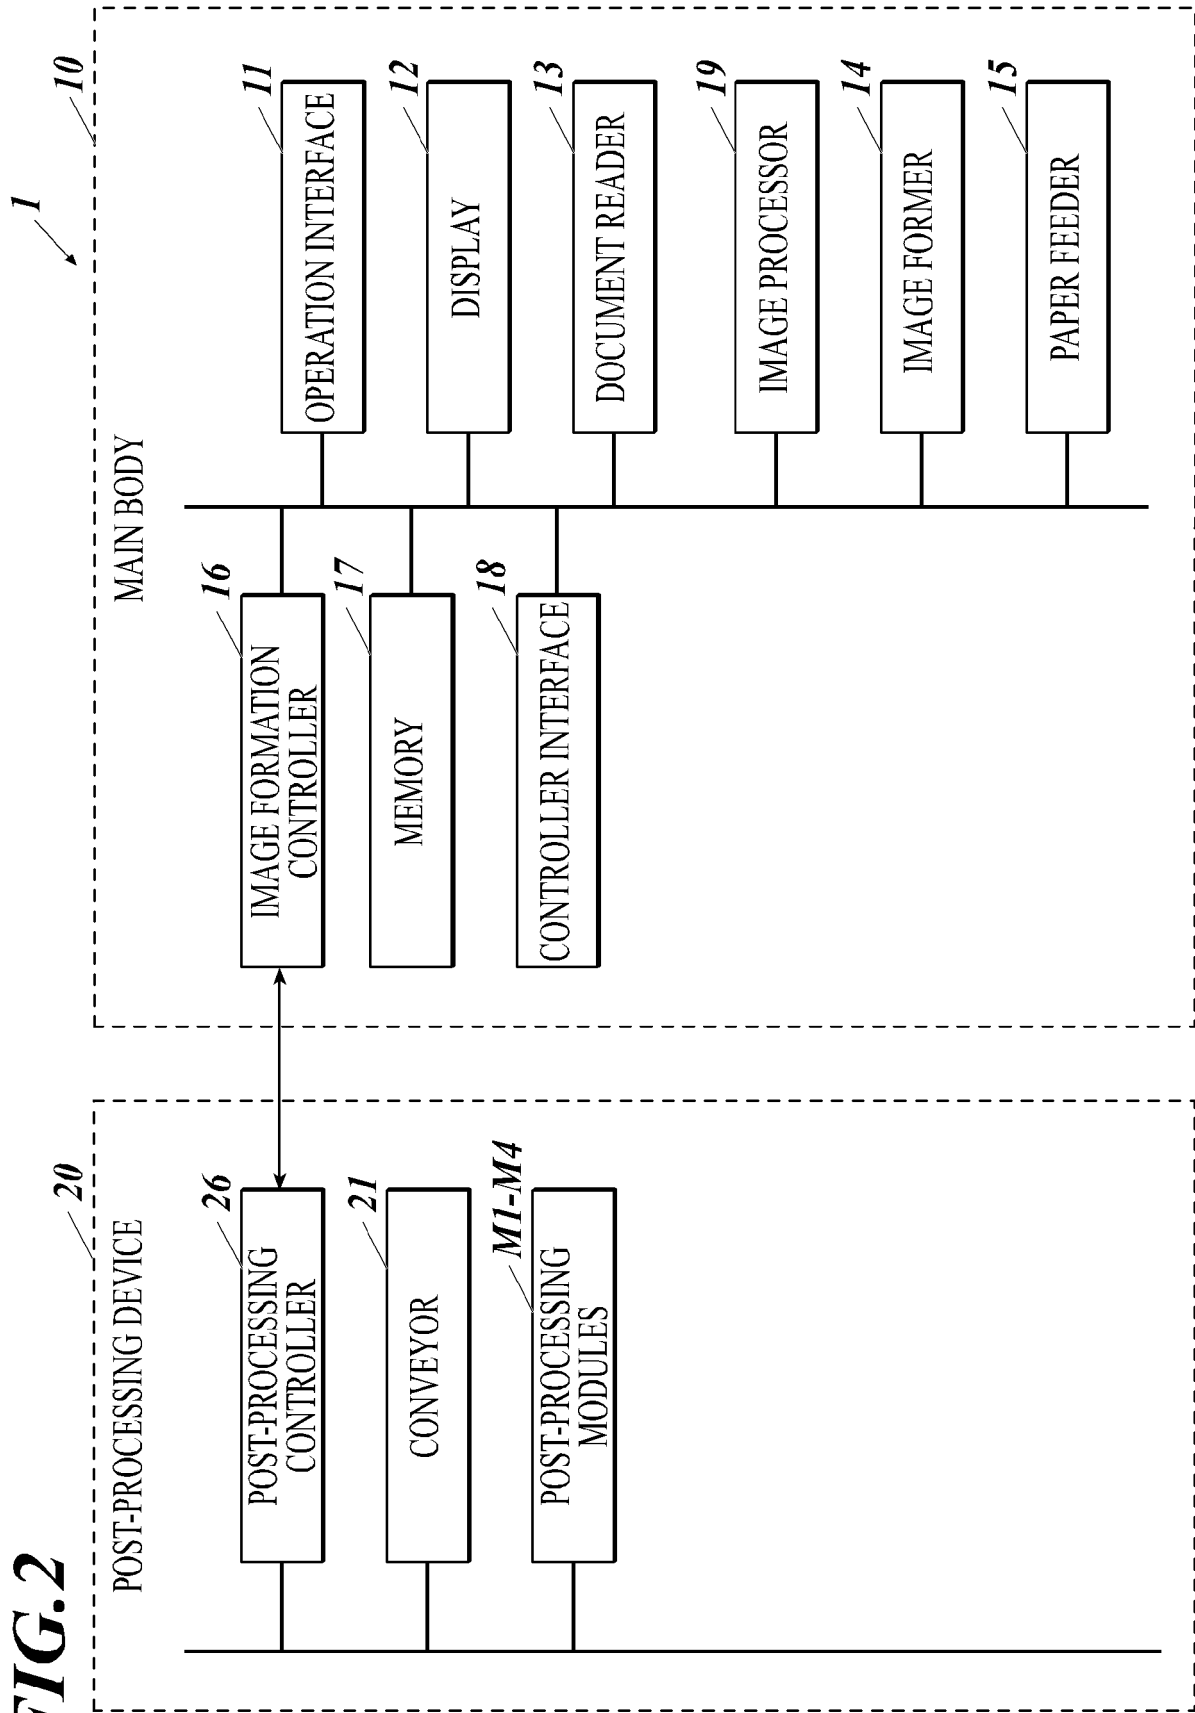 FIG.2
1
20
POST-PROCESSING DEVICE
26
POST-PROCESSING
CONTROLLER
21
CONVEYOR
M1-M4
POST-PROCESSING
MODULES
10
MAIN BODY
16
IMAGE FORMATION
CONTROLLER
17
MEMORY
18
CONTROLLER INTERFACE
11
OPERATION INTERFACE
12
DISPLAY
13
DOCUMENT READER
19
IMAGE PROCESSOR
14
IMAGE FORMER
15
PAPER FEEDER